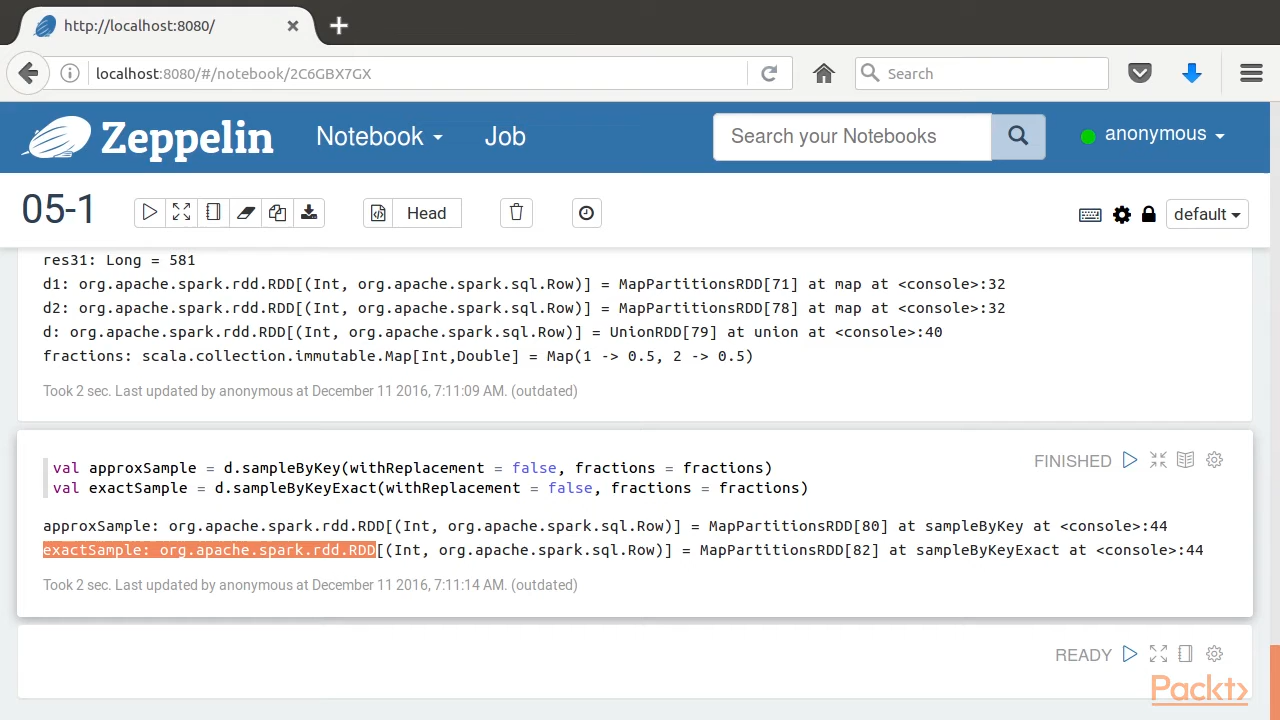 http://localhost:8080/
localhost:8080/#/notebook/2C6GBX7GX
Search
Zeppelin
Notebook
Job
Search your Notebooks
anonymous
05-1
Head
default
res31: Long = 581
d1: org.apache.spark.rdd.RDD[(Int, org.apache.spark.sql.Row)] = MapPartitionsRDD[71] at map at <console>:32
d2: org.apache.spark.rdd.RDD[(Int, org.apache.spark.sql.Row)] = MapPartitionsRDD[78] at map at <console>:32
d: org.apache.spark.rdd.RDD[(Int, org.apache.spark.sql.Row)] = UnionRDD[79] at union at <console>:40
fractions: scala.collection.immutable.Map[Int,Double] = Map(1 -> 0.5, 2 -> 0.5)
Took 2 sec. Last updated by anonymous at December 11 2016, 7:11:09 AM. (outdated)
FINISHED
val approxSample = d.sampleByKey(withReplacement = false, fractions = fractions)
val exactSample = d.sampleByKeyExact(withReplacement = false, fractions = fractions)
approxSample: org.apache.spark.rdd.RDD[(Int, org.apache.spark.sql.Row)] = MapPartitionsRDD[80] at sampleByKey at <console>:44
exactSample: org.apache.spark.rdd.RDD[(Int, org.apache.spark.sql.Row)] = MapPartitionsRDD[82] at sampleByKeyExact at <console>:44
Took 2 sec. Last updated by anonymous at December 11 2016, 7:11:14 AM. (outdated)
READY
Packt>